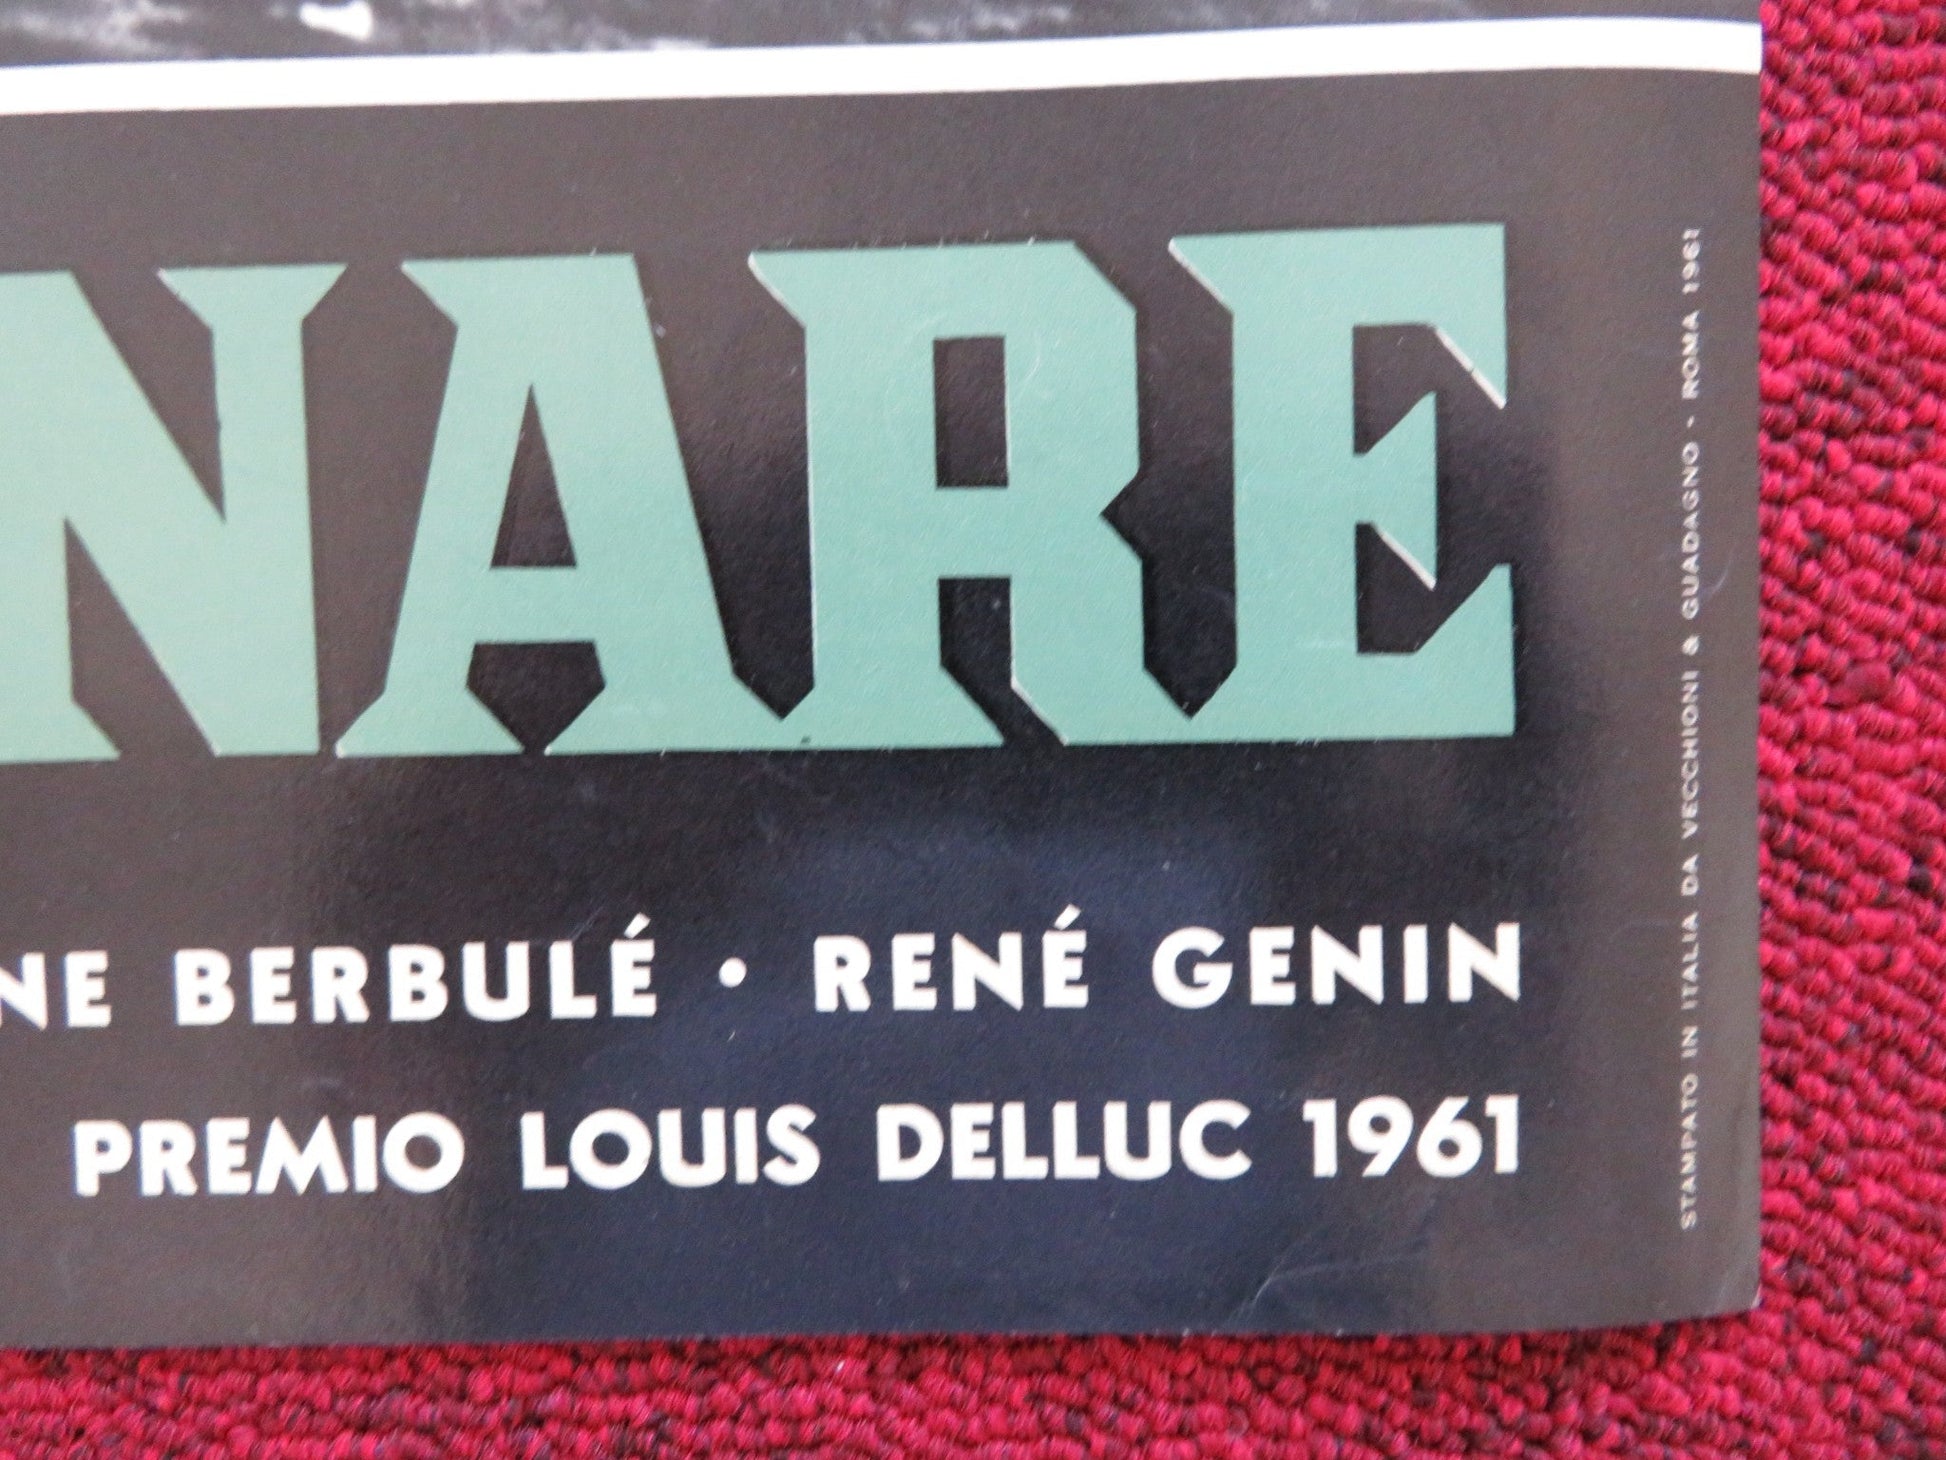 NARE
NE BERBULÉ • RENÉ GENIN
PREMIO LOUIS DELLUC 1961
STAMPATO IN ITALIA DA VECCHIONI & GUADAGNO - ROMA 1961